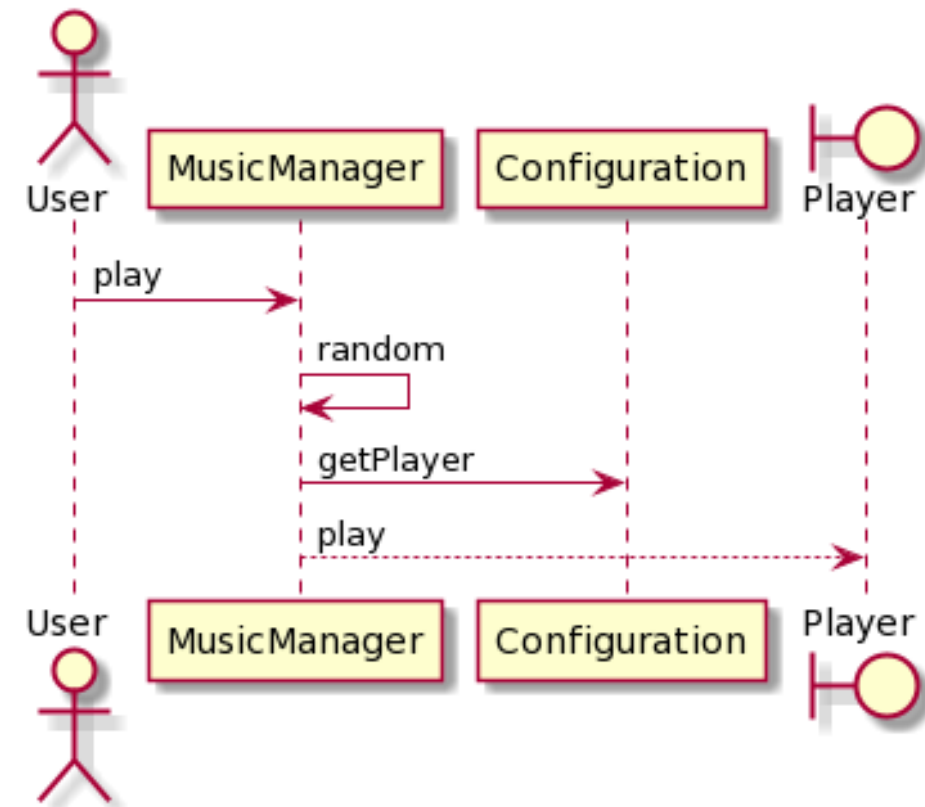 User
MusicManager
Configuration
Player
play
random
getPlayer
play
User
MusicManager
Configuration
Player